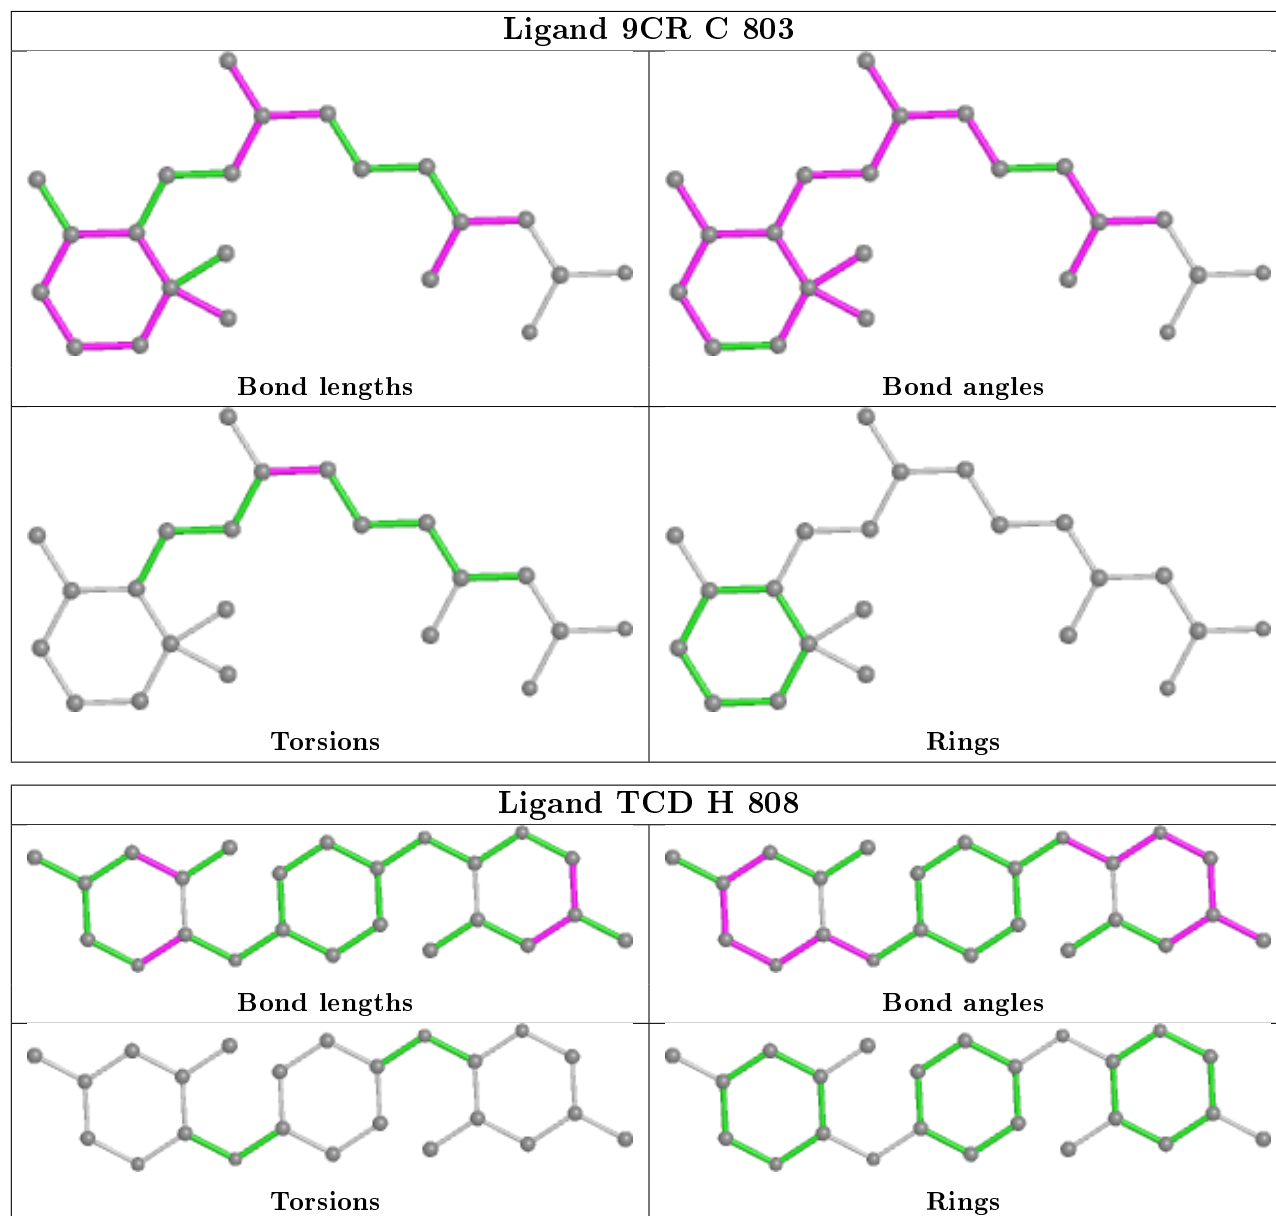 Ligand 9CR C 803
Bond lengths
Bond angles
Torsions
Rings
Ligand TCD H 808
Bond lengths
Bond angles
Torsions
Rings